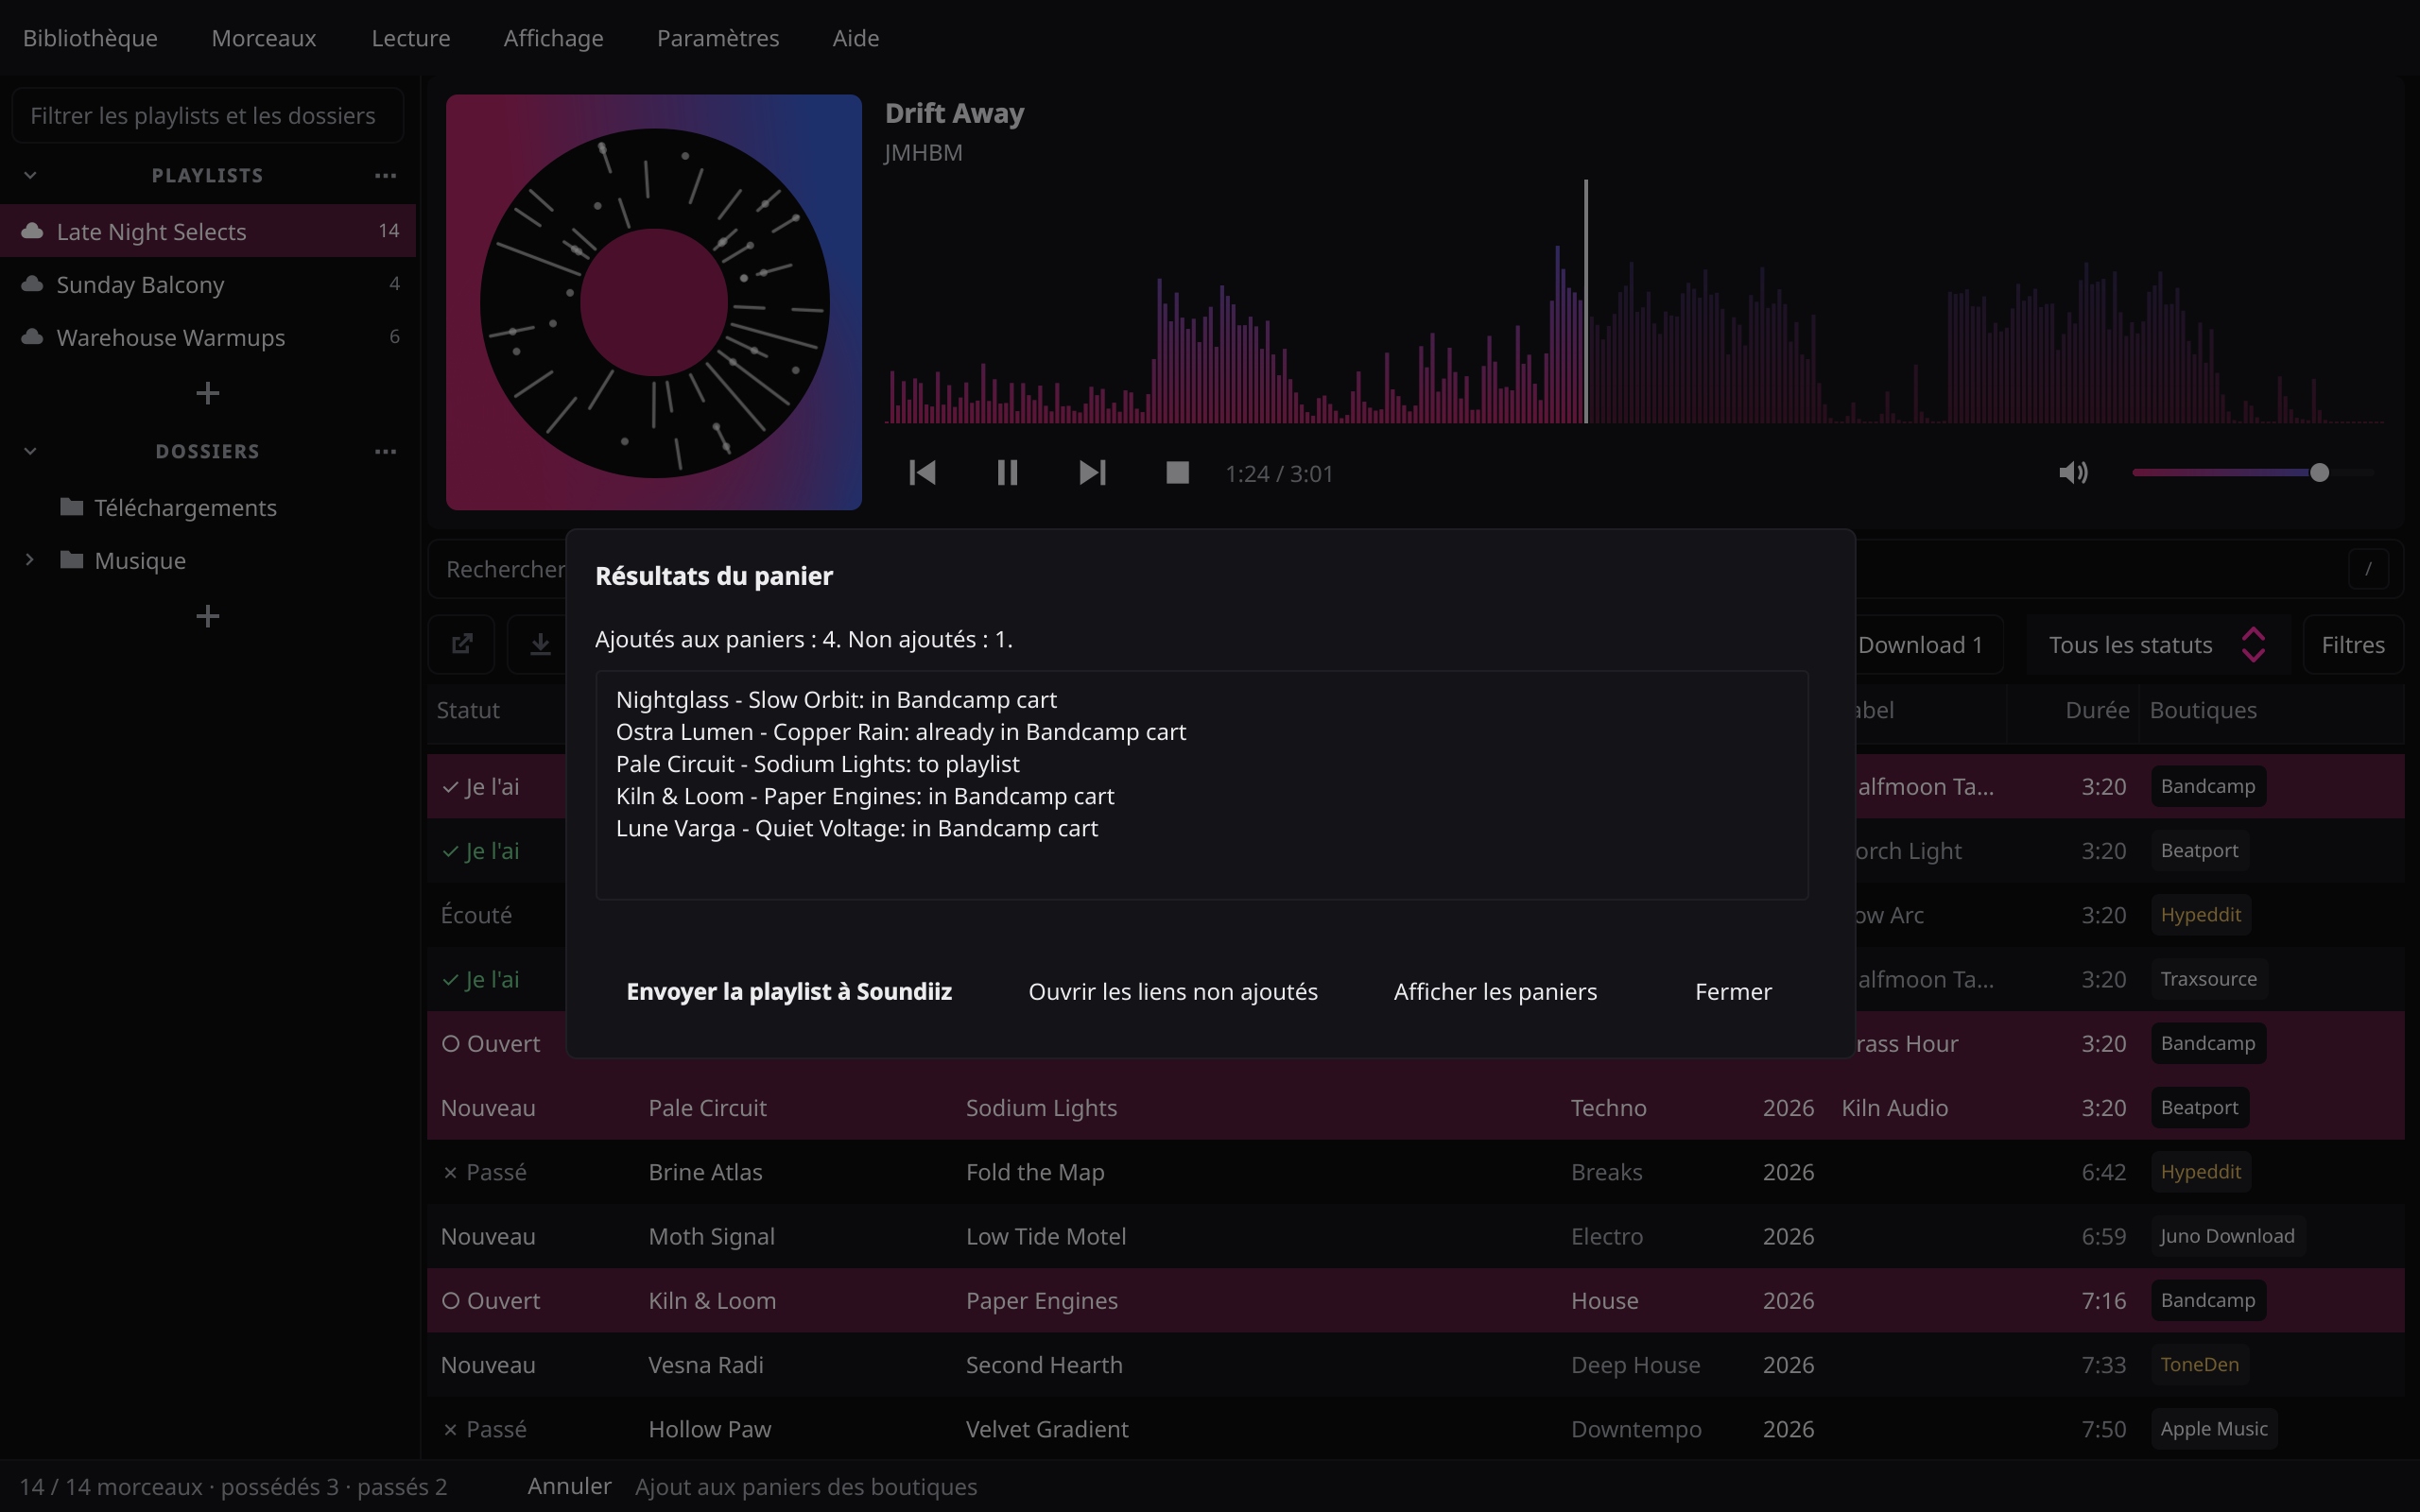 Bibliothèque Morceaux Lecture Affichage Paramètres Aide
Filtrer les playlists et les dossiers
PLAYLISTS ...
Late Night Selects 14
Sunday Balcony 4
Warehouse Warmups 6
+
DOSSIERS ...
Téléchargements
Musique
+
Drift Away
JMHBM
1:24 / 3:01
Rechercher /
Download 1 Tous les statuts Filtres
Statut Durée Boutiques
Résultats du panier
Ajoutés aux paniers : 4. Non ajoutés : 1.
Nightglass - Slow Orbit: in Bandcamp cart
Ostra Lumen - Copper Rain: already in Bandcamp cart
Pale Circuit - Sodium Lights: to playlist
Kiln & Loom - Paper Engines: in Bandcamp cart
Lune Varga - Quiet Voltage: in Bandcamp cart
Envoyer la playlist à Soundiiz Ouvrir les liens non ajoutés Afficher les paniers Fermer
✓ Je l'ai Ta... 3:20 Bandcamp
✓ Je l'ai Light 3:20 Beatport
Écouté Arc 3:20 Hypeddit
✓ Je l'ai Ta... 3:20 Traxsource
Ouvert Hour 3:20 Bandcamp
Nouveau Pale Circuit Sodium Lights Techno 2026 Kiln Audio 3:20 Beatport
× Passé Brine Atlas Fold the Map Breaks 2026 6:42 Hypeddit
Nouveau Moth Signal Low Tide Motel Electro 2026 6:59 Juno Download
Ouvert Kiln & Loom Paper Engines House 2026 7:16 Bandcamp
Nouveau Vesna Radi Second Hearth Deep House 2026 7:33 ToneDen
× Passé Hollow Paw Velvet Gradient Downtempo 2026 7:50 Apple Music
14 / 14 morceaux · possédés 3 · passés 2 Annuler Ajout aux paniers des boutiques